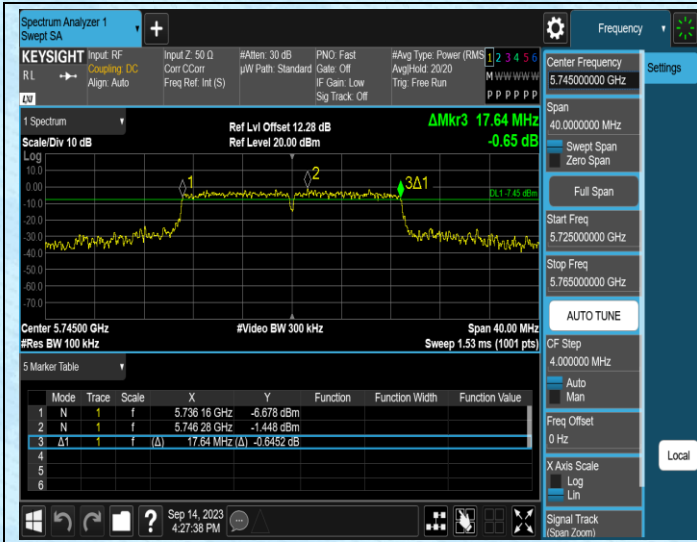 Spectrum Analyzer 1
Swept SA
Frequency
KEYSIGHT
RL
LXI
Input: RF
Coupling: DC
Align: Auto
Input Z: 50 Ω
Corr CCorr
Freq Ref: Int (S)
#Atten: 30 dB
µW Path: Standard
PNO: Fast
Gate: Off
IF Gain: Low
Sig Track: Off
#Avg Type: Power (RMS
Avg|Hold: 20/20
Trig: Free Run
1 2 3 4 5 6
M W W W W W
P P P P P P
Center Frequency
5.745000000 GHz
Settings
1 Spectrum
Scale/Div 10 dB
Ref Lvl Offset 12.28 dB
Ref Level 20.00 dBm
ΔMkr3 17.64 MHz
-0.65 dB
Span
40.0000000 MHz
Swept Span
Zero Span
Full Span
Start Freq
5.725000000 GHz
Stop Freq
5.765000000 GHz
AUTO TUNE
CF Step
4.000000 MHz
Auto
Man
Freq Offset
0 Hz
X Axis Scale
Log
Lin
Signal Track
(Span Zoom)
Local
Log
10.0
0.00
-10.0
-20.0
-30.0
-40.0
-50.0
-60.0
-70.0
1
2
3Δ1
DL1 -7.45 dBm
Center 5.74500 GHz
#Video BW 300 kHz
Span 40.00 MHz
#Res BW 100 kHz
Sweep 1.53 ms (1001 pts)
5 Marker Table
Mode Trace Scale X Y Function Function Width Function Value
1 N 1 f 5.736 16 GHz -6.678 dBm
2 N 1 f 5.746 28 GHz -1.448 dBm
3 Δ1 1 f (Δ) 17.64 MHz (Δ) -0.6452 dB
4
5
6
?
Sep 14, 2023
4:27:38 PM